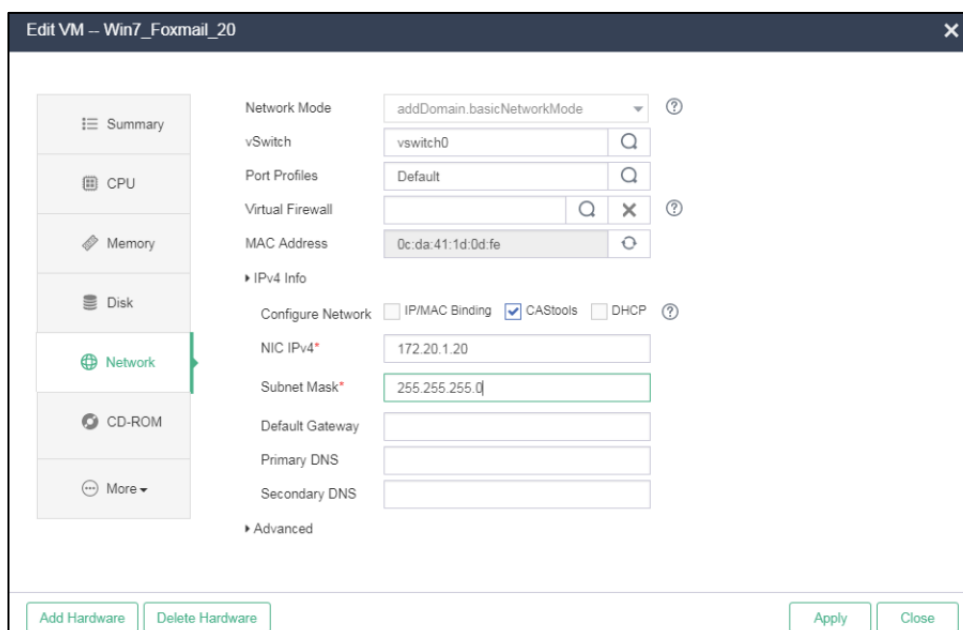 Edit VM -- Win7_Foxmail_20
Summary
CPU
Memory
Disk
Network
CD-ROM
More
Network Mode addDomain.basicNetworkMode
vSwitch vswitch0
Port Profiles Default
Virtual Firewall
MAC Address 0c:da:41:1d:0d:fe
IPv4 Info
Configure Network IP/MAC Binding CAStools DHCP
NIC IPv4* 172.20.1.20
Subnet Mask* 255.255.255.0
Default Gateway
Primary DNS
Secondary DNS
Advanced
Add Hardware Delete Hardware Apply Close